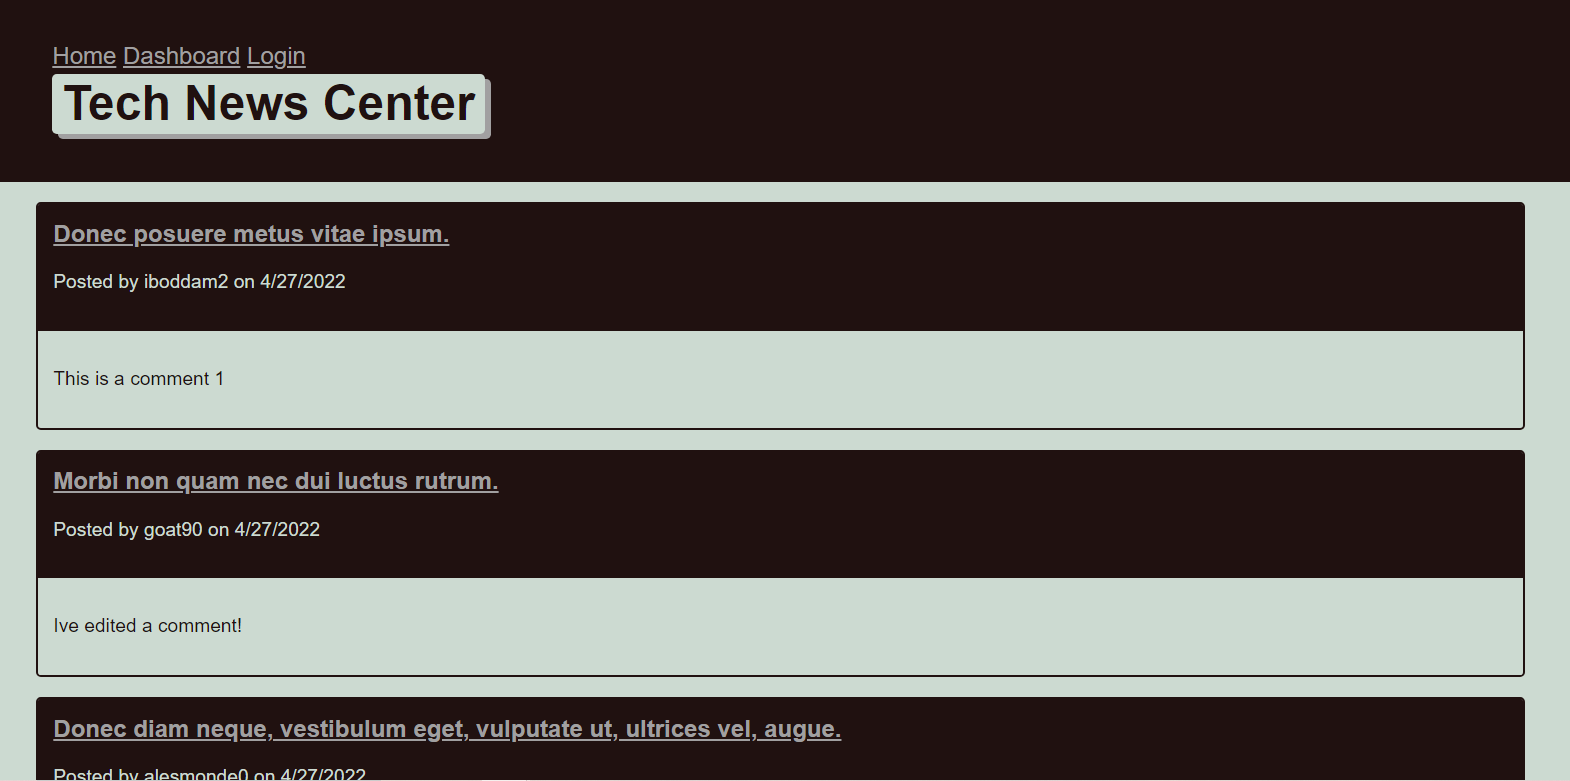 Home Dashboard Login
Tech News Center
Donec posuere metus vitae ipsum.
Posted by iboddam2 on 4/27/2022
This is a comment 1
Morbi non quam nec dui luctus rutrum.
Posted by goat90 on 4/27/2022
Ive edited a comment!
Donec diam neque, vestibulum eget, vulputate ut, ultrices vel, augue.
Posted by alesmonde0 on 4/27/2022